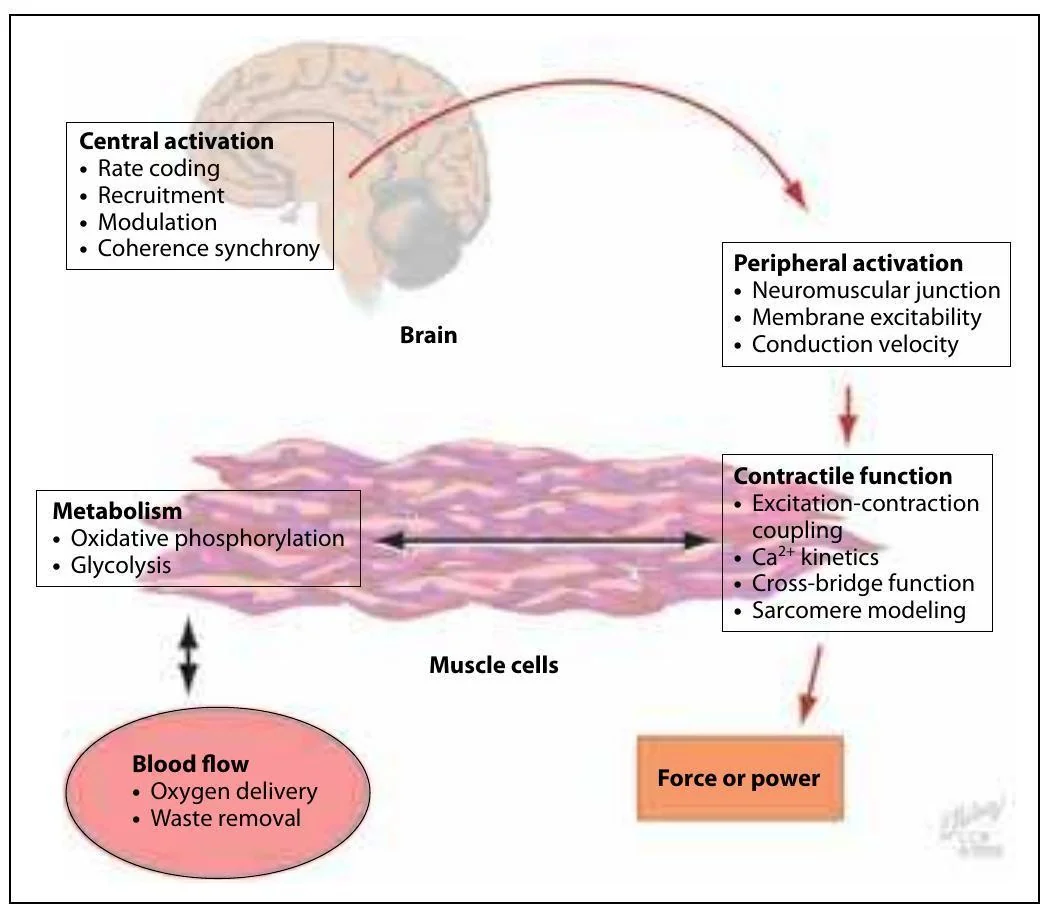 Central activation
• Rate coding
• Recruitment
• Modulation
• Coherence synchrony
Brain
Peripheral activation
• Neuromuscular junction
• Membrane excitability
• Conduction velocity
Metabolism
• Oxidative phosphorylation
• Glycolysis
Contractile function
• Excitation-contraction
coupling
• Ca²⁺ kinetics
• Cross-bridge function
• Sarcomere modeling
Muscle cells
Blood flow
• Oxygen delivery
• Waste removal
Force or power